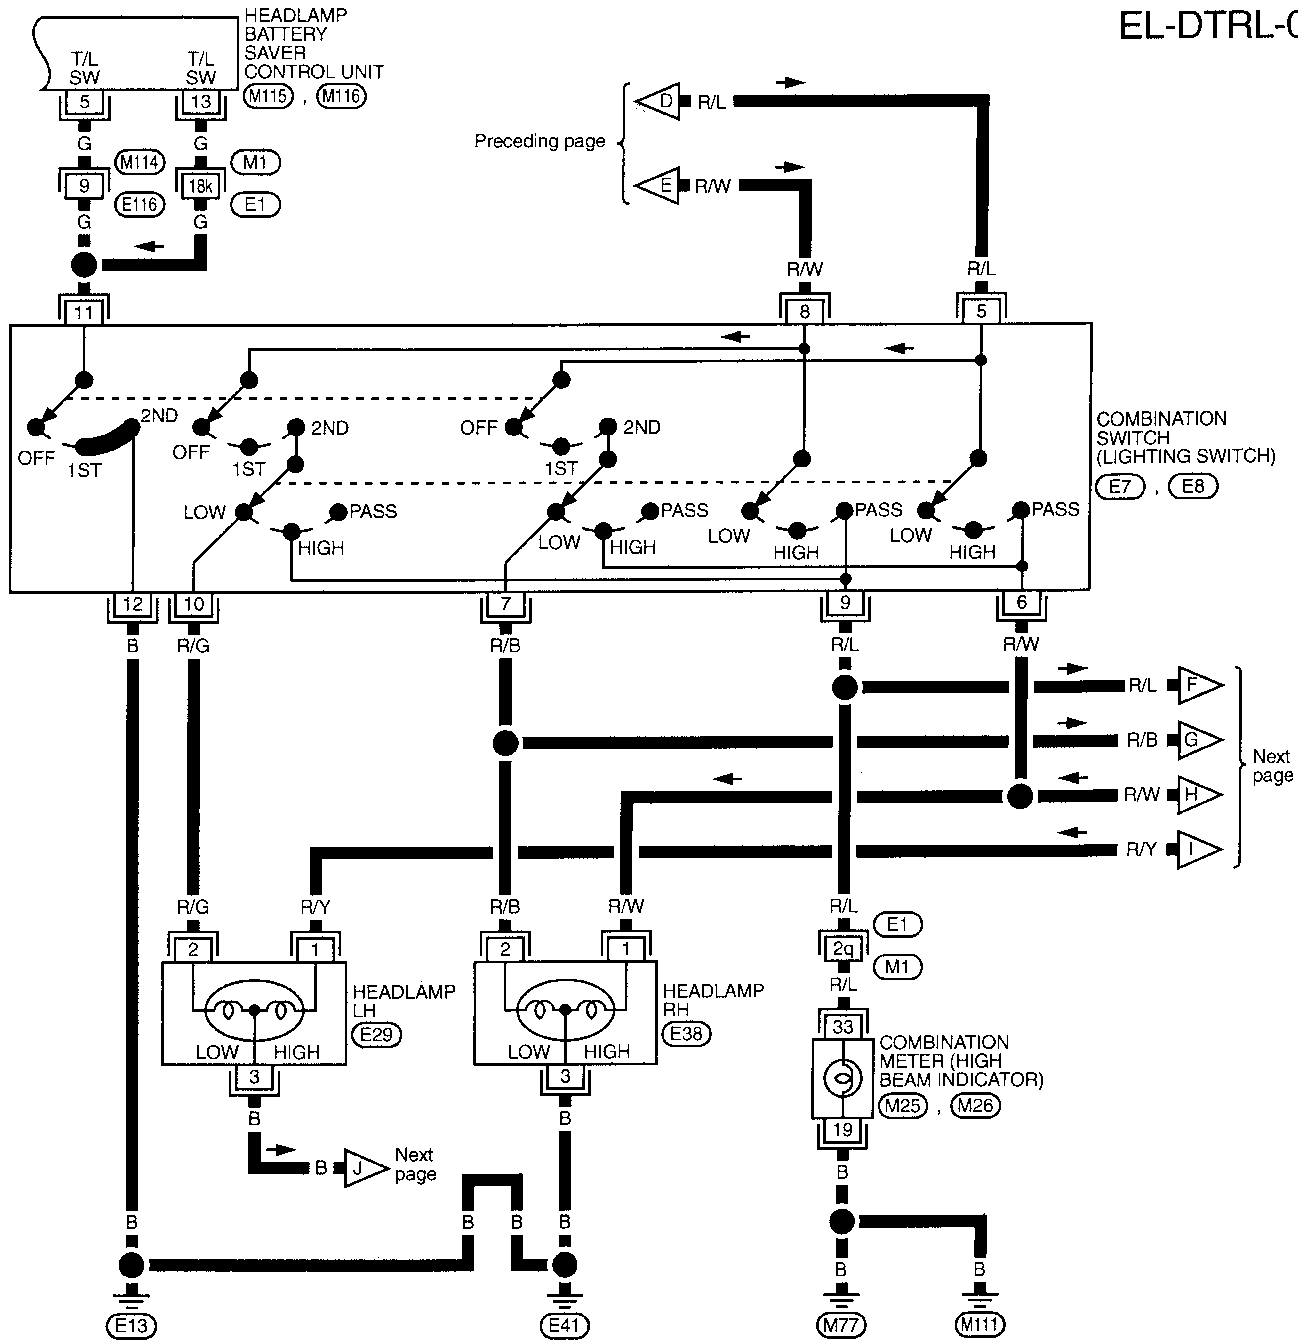 EL-DTRL-0
HEADLAMP
BATTERY
SAVER
CONTROL UNIT
M115 , M116
T/L SW
T/L SW
5
13
G
G
M114
M1
9
18k
E116
E1
G
G
11
Preceding page
D
R/L
E
R/W
R/W
R/L
8
5
OFF
1ST
2ND
OFF
1ST
2ND
OFF
1ST
2ND
LOW
HIGH
PASS
LOW
HIGH
PASS
LOW
HIGH
PASS
LOW
HIGH
PASS
COMBINATION
SWITCH
(LIGHTING SWITCH)
E7 , E8
12
10
7
9
6
B
R/G
R/B
R/L
R/W
R/L F
R/B G
R/W H
R/Y I
Next
page
R/G
R/Y
R/B
R/W
R/L
2
1
2
1
2q
E1
M1
R/L
33
LOW HIGH
HEADLAMP
LH
E29
LOW HIGH
HEADLAMP
RH
E38
COMBINATION
METER (HIGH
BEAM INDICATOR)
M25 , M26
3
3
19
B
B
B
B
J
Next
page
B
B
B
B
B
B
E13
E41
M77
M111